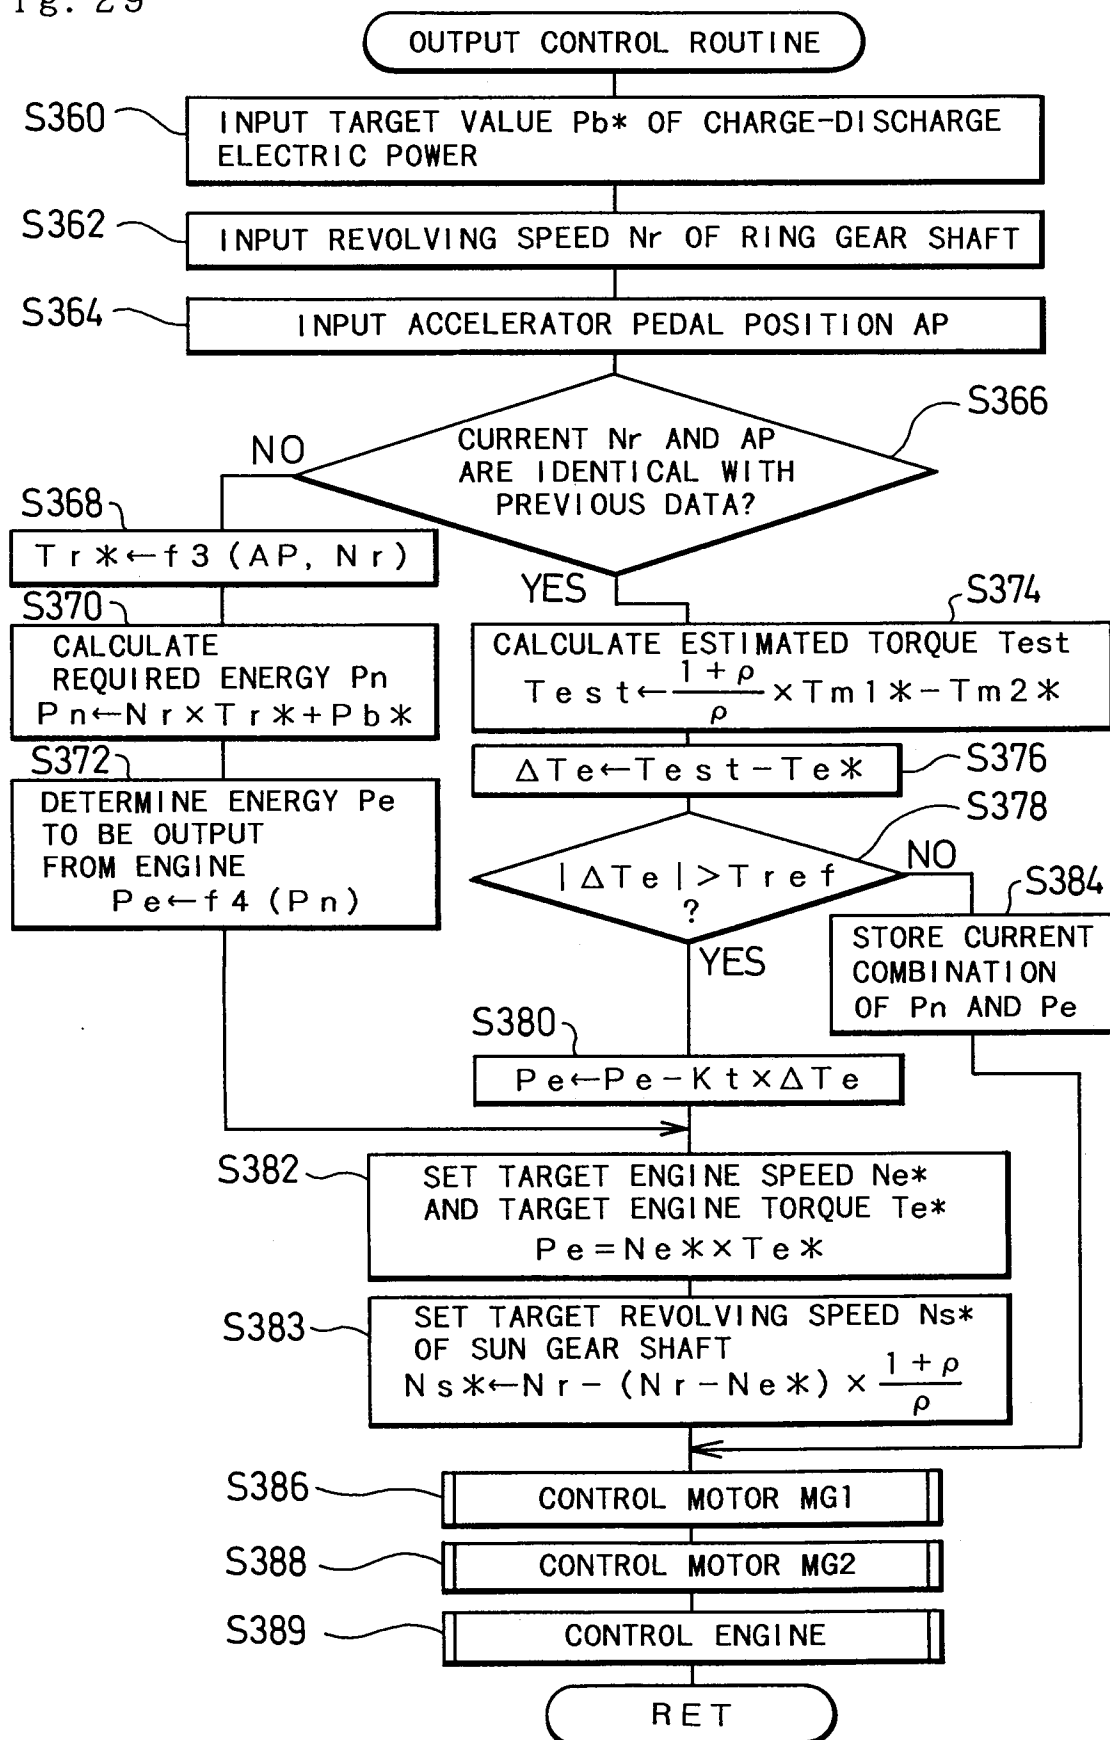 Fig. 29
OUTPUT CONTROL ROUTINE
S360
INPUT TARGET VALUE Pb* OF CHARGE-DISCHARGE
ELECTRIC POWER
S362
INPUT REVOLVING SPEED Nr OF RING GEAR SHAFT
S364
INPUT ACCELERATOR PEDAL POSITION AP
S366
CURRENT Nr AND AP
ARE IDENTICAL WITH
PREVIOUS DATA?
NO
YES
S368
Tr*←f3 (AP, Nr)
S370
CALCULATE
REQUIRED ENERGY Pn
Pn←Nr×Tr*+Pb*
S372
DETERMINE ENERGY Pe
TO BE OUTPUT
FROM ENGINE
Pe←f4 (Pn)
S374
CALCULATE ESTIMATED TORQUE Test
Test←(1+ρ)/ρ×Tm1*−Tm2*
S376
ΔTe←Test−Te*
S378
|ΔTe|>Tref
?
NO
YES
S384
STORE CURRENT
COMBINATION
OF Pn AND Pe
S380
Pe←Pe−Kt×ΔTe
S382
SET TARGET ENGINE SPEED Ne*
AND TARGET ENGINE TORQUE Te*
Pe=Ne*×Te*
S383
SET TARGET REVOLVING SPEED Ns*
OF SUN GEAR SHAFT
Ns*←Nr−(Nr−Ne*)×(1+ρ)/ρ
S386
CONTROL MOTOR MG1
S388
CONTROL MOTOR MG2
S389
CONTROL ENGINE
RET